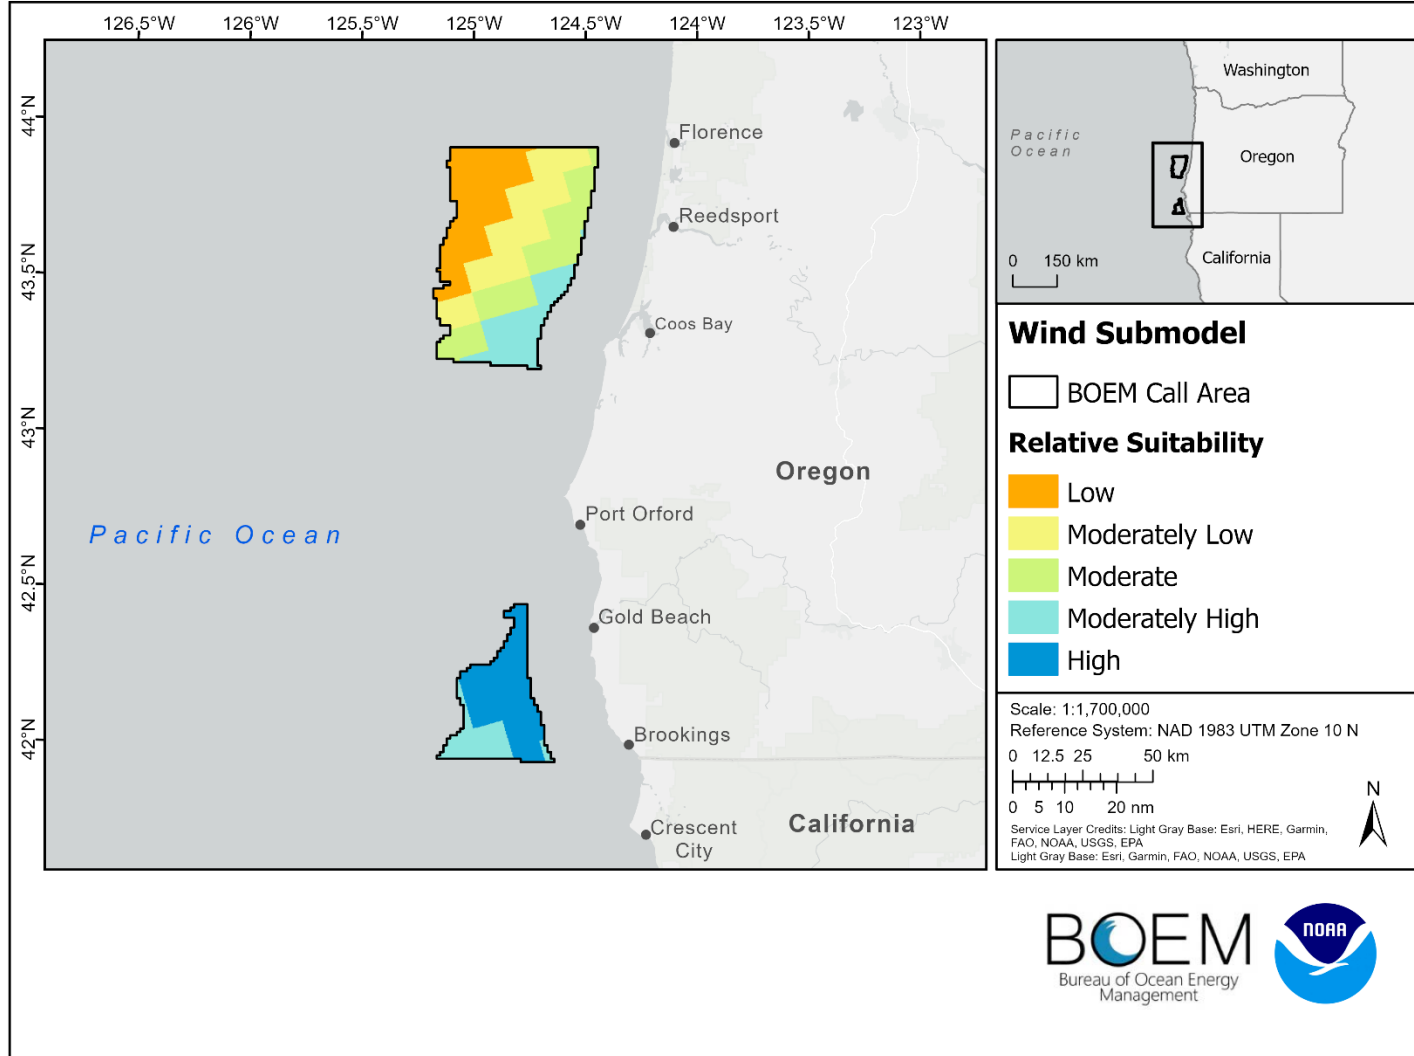 126.5°W 126°W 125.5°W 125°W 124.5°W 124°W 123.5°W 123°W
44°N
43.5°N
43°N
42.5°N
42°N
Florence
Reedsport
Coos Bay
Oregon
Port Orford
Pacific Ocean
Gold Beach
Brookings
California
Crescent
City
Washington
Pacific
Ocean
Oregon
California
0 150 km
Wind Submodel
BOEM Call Area
Relative Suitability
Low
Moderately Low
Moderate
Moderately High
High
Scale: 1:1,700,000
Reference System: NAD 1983 UTM Zone 10 N
0 12.5 25 50 km
0 5 10 20 nm
N
Service Layer Credits: Light Gray Base: Esri, HERE, Garmin,
FAO, NOAA, USGS, EPA
Light Gray Base: Esri, Garmin, FAO, NOAA, USGS, EPA
BOEM
Bureau of Ocean Energy
Management
NOAA